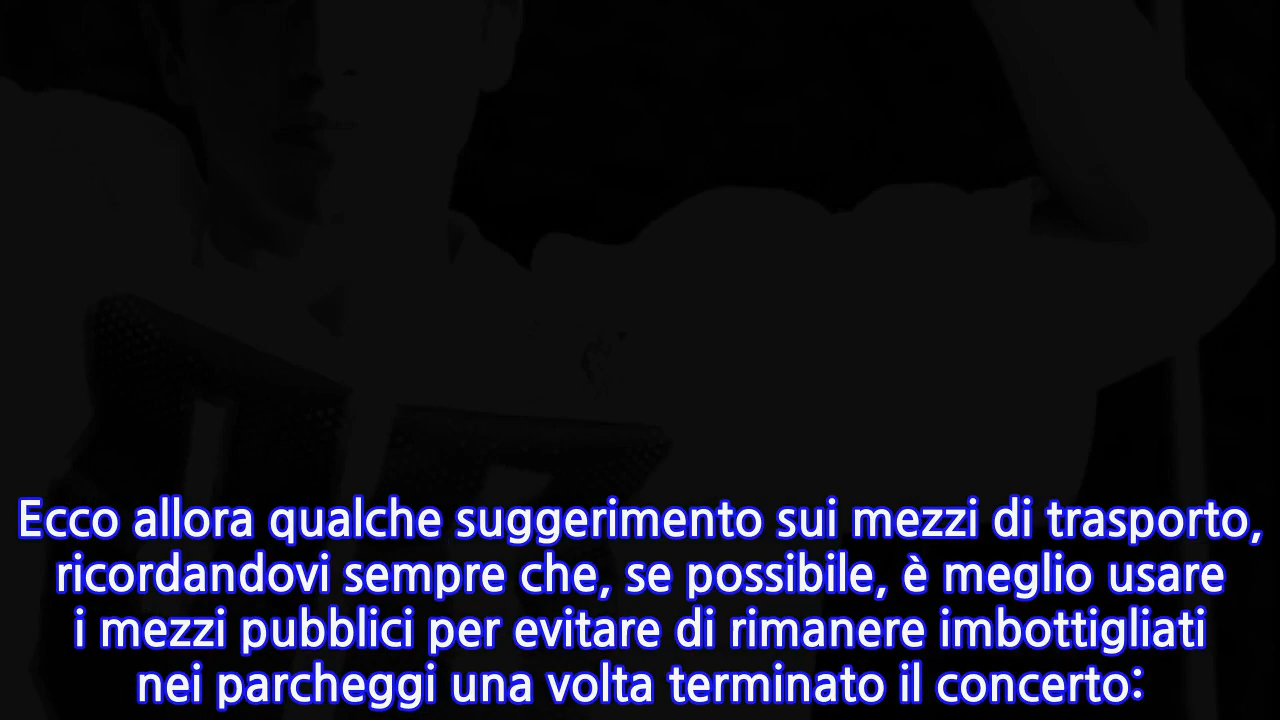 Ecco allora qualche suggerimento sui mezzi di trasporto,
ricordandovi sempre che, se possibile, è meglio usare
i mezzi pubblici per evitare di rimanere imbottigliati
nei parcheggi una volta terminato il concerto: